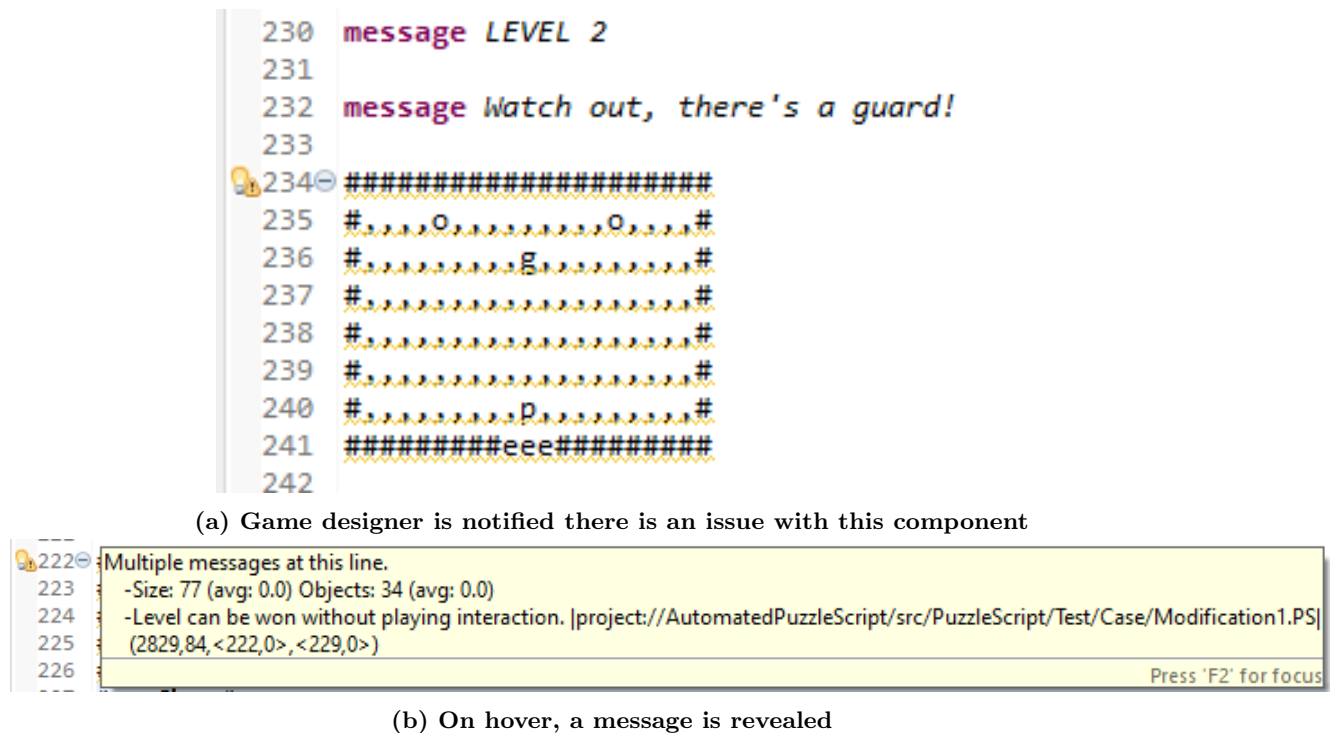 230 message LEVEL 2
231
232 message Watch out, there's a guard!
233
234 #####################
235 #,,,,o,,,,,,,,,o,,,,#
236 #,,,,,,,,,g,,,,,,,,,#
237 #,,,,,,,,,,,,,,,,,,,#
238 #,,,,,,,,,,,,,,,,,,,#
239 #,,,,,,,,,,,,,,,,,,,#
240 #,,,,,,,,,p,,,,,,,,,#
241 #########eee#########
242
(a) Game designer is notified there is an issue with this component
222 Multiple messages at this line.
223 -Size: 77 (avg: 0.0) Objects: 34 (avg: 0.0)
224 -Level can be won without playing interaction. |project://AutomatedPuzzleScript/src/PuzzleScript/Test/Case/Modification1.PS|
225 (2829,84,<222,0>,<229,0>)
226 Press 'F2' for focus
(b) On hover, a message is revealed